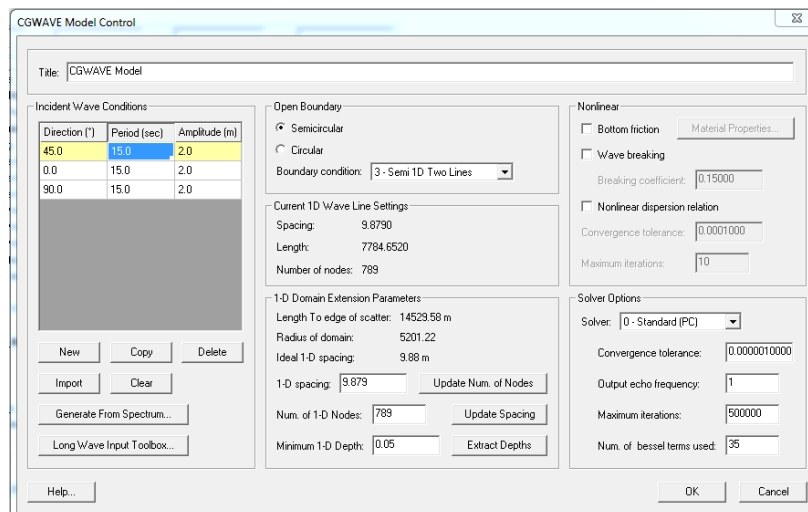 CGWAVE Model Control
Title: CGWAVE Model
Incident Wave Conditions
Direction (°) Period (sec) Amplitude (m)
45.0 15.0 2.0
0.0 15.0 2.0
90.0 15.0 2.0
New Copy Delete
Import Clear
Generate From Spectrum...
Long Wave Input Toolbox...
Open Boundary
Semicircular
Circular
Boundary condition: 3 - Semi 1D Two Lines
Current 1D Wave Line Settings
Spacing: 9.8790
Length: 7784.6520
Number of nodes: 789
1-D Domain Extension Parameters
Length To edge of scatter: 14529.58 m
Radius of domain: 5201.22
Ideal 1-D spacing: 9.88 m
1-D spacing: 9.879 Update Num. of Nodes
Num. of 1-D Nodes: 789 Update Spacing
Minimum 1-D Depth: 0.05 Extract Depths
Nonlinear
Bottom friction Material Properties...
Wave breaking
Breaking coefficient: 0.15000
Nonlinear dispersion relation
Convergence tolerance: 0.0001000
Maximum iterations: 10
Solver Options
Solver: 0 - Standard (PC)
Convergence tolerance: 0.0000010000
Output echo frequency: 1
Maximum iterations: 500000
Num. of bessel terms used: 35
Help... OK Cancel